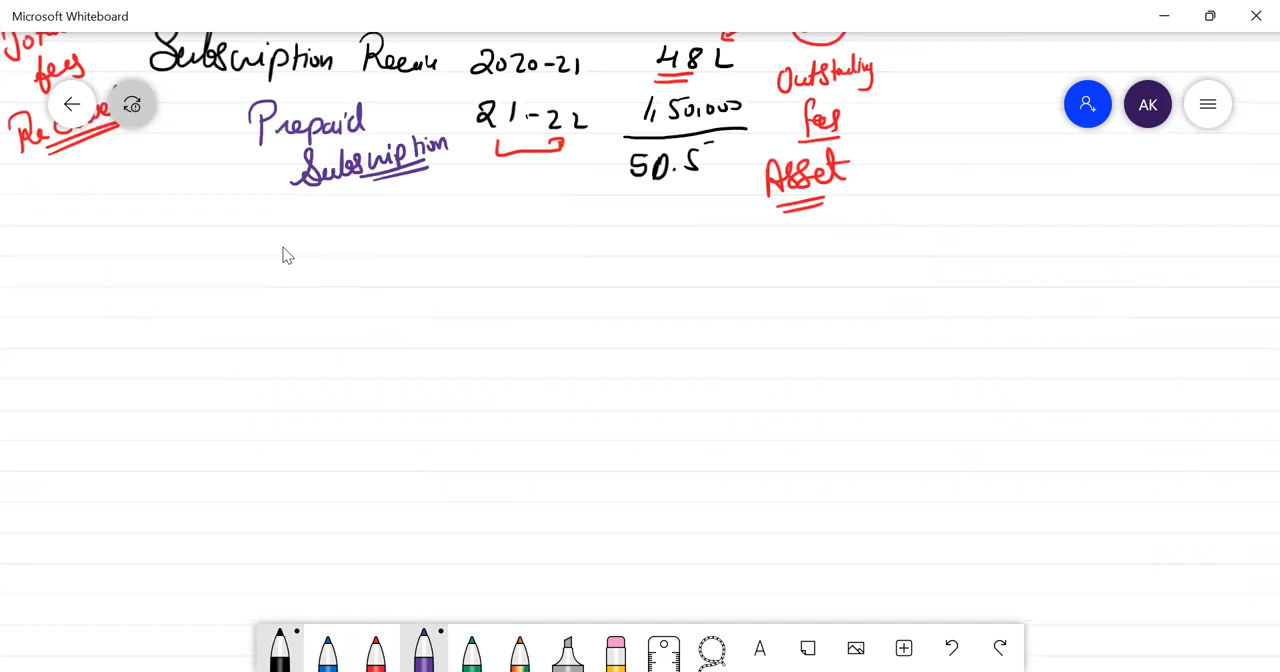 Microsoft Whiteboard
fees
Subscription 2020-21 48 L
Outstanding
fees
Asset
Prepaid 21-22 1,50,000
Subscription
50.5
AK
A